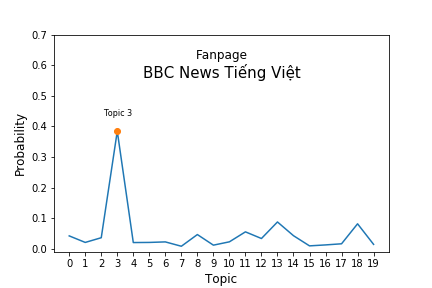 Fanpage
BBC News Tiếng Việt
Topic 3
Probability
0.7
0.6
0.5
0.4
0.3
0.2
0.1
0.0
0 1 2 3 4 5 6 7 8 9 10 11 12 13 14 15 16 17 18 19
Topic